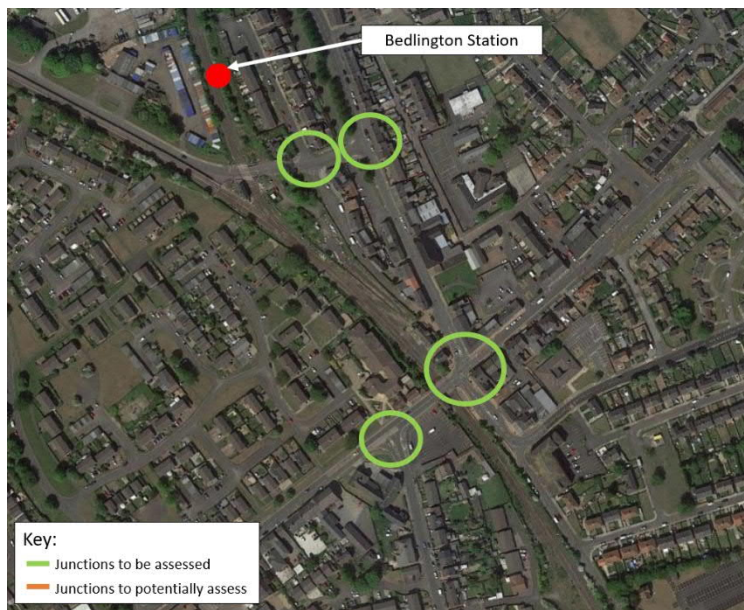 Bedlington Station
Key:
Junctions to be assessed
Junctions to potentially assess